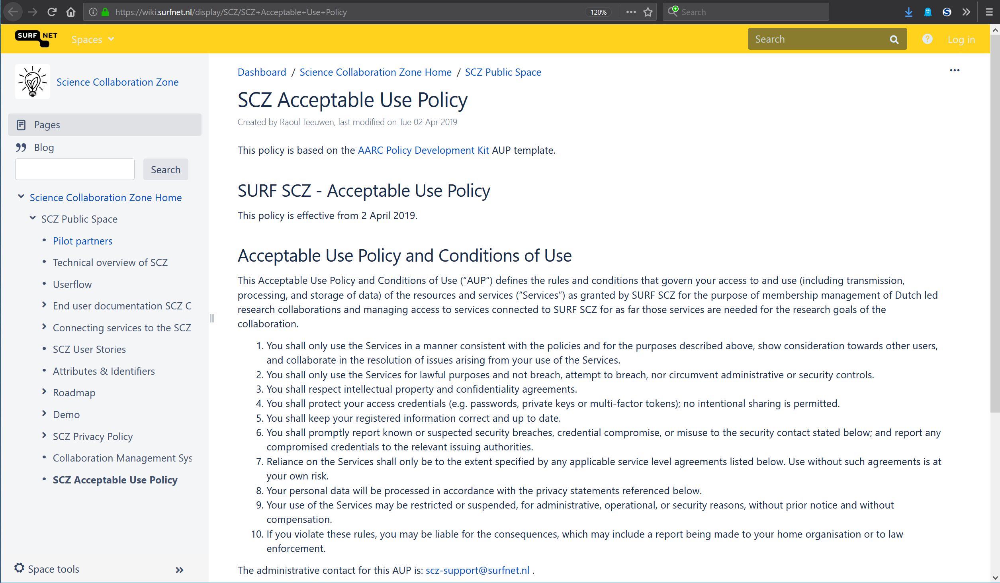 https://wiki.surfnet.nl/display/SCZ/SCZ+Acceptable+Use+Policy
120%
Search
SURF NET
Spaces
Search
Log in
Science Collaboration Zone
Pages
Blog
Search
Science Collaboration Zone Home
SCZ Public Space
Pilot partners
Technical overview of SCZ
Userflow
End user documentation SCZ C
Connecting services to the SCZ
SCZ User Stories
Attributes & Identifiers
Roadmap
Demo
SCZ Privacy Policy
Collaboration Management Sys
SCZ Acceptable Use Policy
Space tools
Dashboard / Science Collaboration Zone Home / SCZ Public Space
SCZ Acceptable Use Policy
Created by Raoul Teeuwen, last modified on Tue 02 Apr 2019
This policy is based on the AARC Policy Development Kit AUP template.
SURF SCZ - Acceptable Use Policy
This policy is effective from 2 April 2019.
Acceptable Use Policy and Conditions of Use
This Acceptable Use Policy and Conditions of Use (“AUP”) defines the rules and conditions that govern your access to and use (including transmission,
processing, and storage of data) of the resources and services (“Services”) as granted by SURF SCZ for the purpose of membership management of Dutch led
research collaborations and managing access to services connected to SURF SCZ for as far those services are needed for the research goals of the
collaboration.
1. You shall only use the Services in a manner consistent with the policies and for the purposes described above, show consideration towards other users,
and collaborate in the resolution of issues arising from your use of the Services.
2. You shall only use the Services for lawful purposes and not breach, attempt to breach, nor circumvent administrative or security controls.
3. You shall respect intellectual property and confidentiality agreements.
4. You shall protect your access credentials (e.g. passwords, private keys or multi-factor tokens); no intentional sharing is permitted.
5. You shall keep your registered information correct and up to date.
6. You shall promptly report known or suspected security breaches, credential compromise, or misuse to the security contact stated below; and report any
compromised credentials to the relevant issuing authorities.
7. Reliance on the Services shall only be to the extent specified by any applicable service level agreements listed below. Use without such agreements is at
your own risk.
8. Your personal data will be processed in accordance with the privacy statements referenced below.
9. Your use of the Services may be restricted or suspended, for administrative, operational, or security reasons, without prior notice and without
compensation.
10. If you violate these rules, you may be liable for the consequences, which may include a report being made to your home organisation or to law
enforcement.
The administrative contact for this AUP is: scz-support@surfnet.nl .